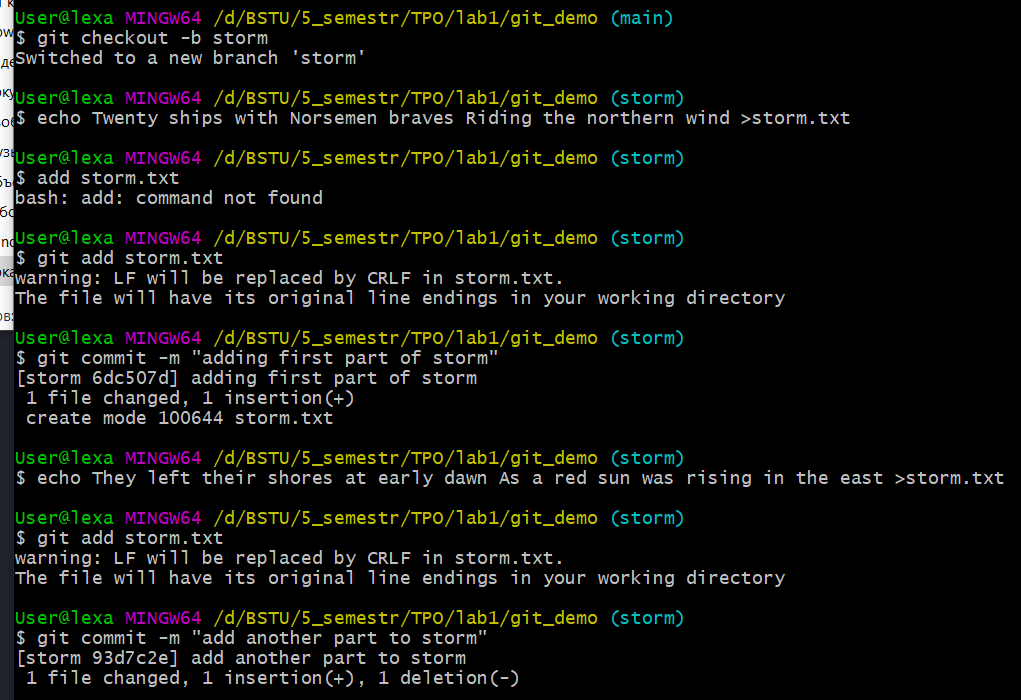 User@lexa MINGW64 /d/BSTU/5_semestr/TPO/lab1/git_demo (main)
$ git checkout -b storm
Switched to a new branch 'storm'
User@lexa MINGW64 /d/BSTU/5_semestr/TPO/lab1/git_demo (storm)
$ echo Twenty ships with Norsemen braves Riding the northern wind >storm.txt
User@lexa MINGW64 /d/BSTU/5_semestr/TPO/lab1/git_demo (storm)
$ add storm.txt
bash: add: command not found
User@lexa MINGW64 /d/BSTU/5_semestr/TPO/lab1/git_demo (storm)
$ git add storm.txt
warning: LF will be replaced by CRLF in storm.txt.
The file will have its original line endings in your working directory
User@lexa MINGW64 /d/BSTU/5_semestr/TPO/lab1/git_demo (storm)
$ git commit -m "adding first part of storm"
[storm 6dc507d] adding first part of storm
1 file changed, 1 insertion(+)
create mode 100644 storm.txt
User@lexa MINGW64 /d/BSTU/5_semestr/TPO/lab1/git_demo (storm)
$ echo They left their shores at early dawn As a red sun was rising in the east >storm.txt
User@lexa MINGW64 /d/BSTU/5_semestr/TPO/lab1/git_demo (storm)
$ git add storm.txt
warning: LF will be replaced by CRLF in storm.txt.
The file will have its original line endings in your working directory
User@lexa MINGW64 /d/BSTU/5_semestr/TPO/lab1/git_demo (storm)
$ git commit -m "add another part to storm"
[storm 93d7c2e] add another part to storm
1 file changed, 1 insertion(+), 1 deletion(-)